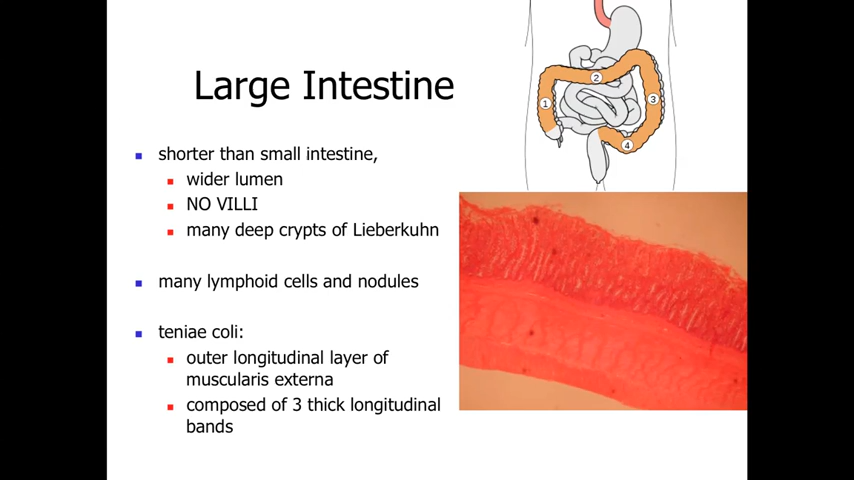 Large Intestine
shorter than small intestine,
wider lumen
NO VILLI
many deep crypts of Lieberkuhn
many lymphoid cells and nodules
teniae coli:
outer longitudinal layer of
muscularis externa
composed of 3 thick longitudinal
bands
1
2
3
4